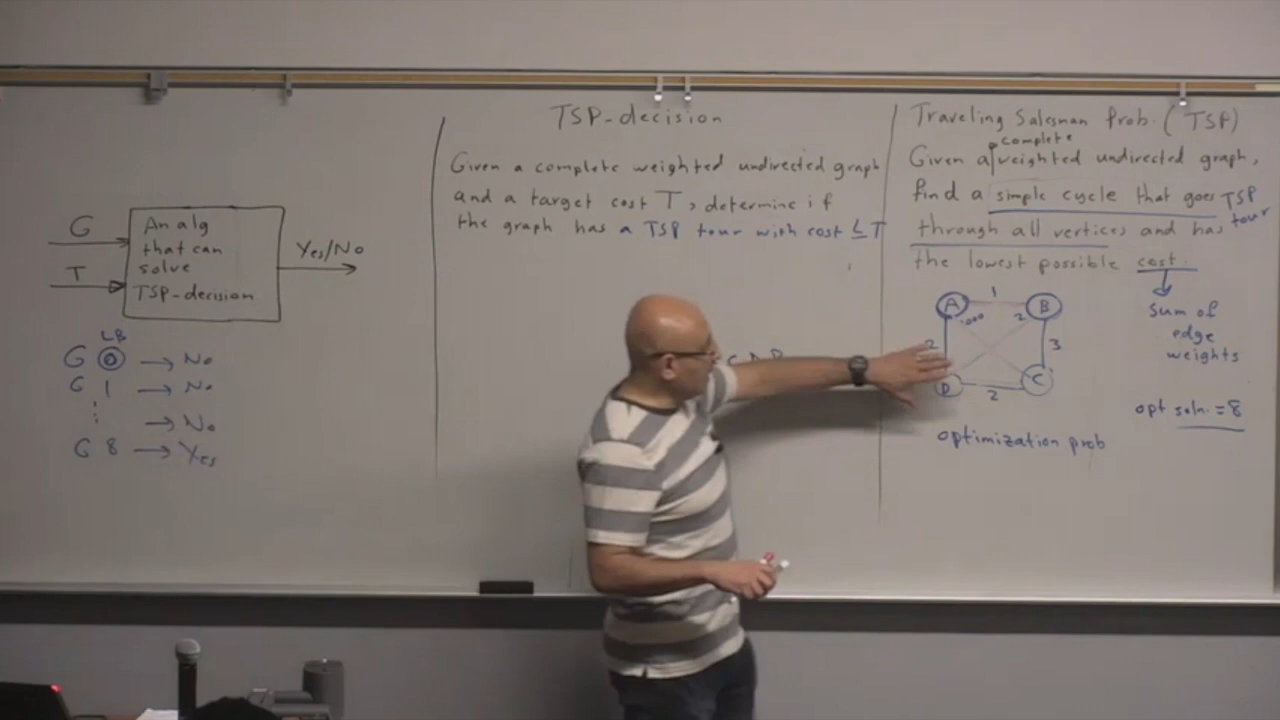 G
T
An alg
that can
solve
TSP-decision
Yes/No
LB
G 0 → No
G 1 → No
⋮ → No
G 8 → Yes
TSP-decision
Given a complete weighted undirected graph
and a target cost T, determine if
the graph has a TSP tour with cost ≤ T
Traveling Salesman Prob. (TSP)
complete
Given a weighted undirected graph,
find a simple cycle that goes TSP
through all vertices and has tour
the lowest possible cost.
A 1 B
1000 2
2 3
D 2 C
Sum of
edge
weights
opt soln. = 8
optimization prob